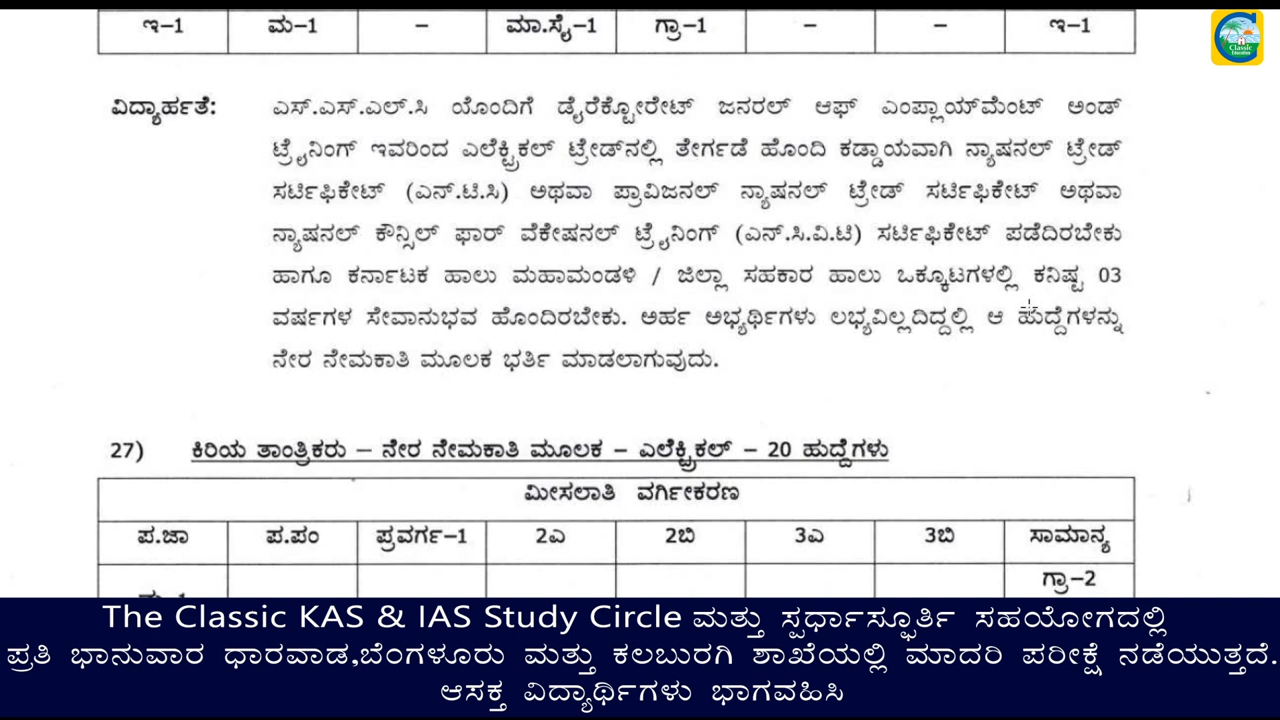 ಇ–1 ಮ–1 – ಮಾ.ಸೈ–1 ಗ್ರಾ–1 – – ಇ–1
Classic
Education
ವಿದ್ಯಾರ್ಹತೆ: ಎಸ್.ಎಸ್.ಎಲ್.ಸಿ ಯೊಂದಿಗೆ ಡೈರೆಕ್ಟೋರೇಟ್ ಜನರಲ್ ಆಫ್ ಎಂಪ್ಲಾಯ್‌ಮೆಂಟ್ ಅಂಡ್
ಟ್ರೈನಿಂಗ್ ಇವರಿಂದ ಎಲೆಕ್ಟ್ರಿಕಲ್ ಟ್ರೇಡ್‌ನಲ್ಲಿ ತೇರ್ಗಡೆ ಹೊಂದಿ ಕಡ್ಡಾಯವಾಗಿ ನ್ಯಾಷನಲ್ ಟ್ರೇಡ್
ಸರ್ಟಿಫಿಕೇಟ್ (ಎನ್.ಟಿ.ಸಿ) ಅಥವಾ ಪ್ರಾವಿಜನಲ್ ನ್ಯಾಷನಲ್ ಟ್ರೇಡ್ ಸರ್ಟಿಫಿಕೇಟ್ ಅಥವಾ
ನ್ಯಾಷನಲ್ ಕೌನ್ಸಿಲ್ ಫಾರ್ ವೆಕೇಷನಲ್ ಟ್ರೈನಿಂಗ್ (ಎನ್.ಸಿ.ವಿ.ಟಿ) ಸರ್ಟಿಫಿಕೇಟ್ ಪಡೆದಿರಬೇಕು
ಹಾಗೂ ಕರ್ನಾಟಕ ಹಾಲು ಮಹಾಮಂಡಳಿ / ಜಿಲ್ಲಾ ಸಹಕಾರ ಹಾಲು ಒಕ್ಕೂಟಗಳಲ್ಲಿ ಕನಿಷ್ಟ 03
ವರ್ಷಗಳ ಸೇವಾನುಭವ ಹೊಂದಿರಬೇಕು. ಅರ್ಹ ಅಭ್ಯರ್ಥಿಗಳು ಲಭ್ಯವಿಲ್ಲದಿದ್ದಲ್ಲಿ ಆ ಹುದ್ದೆಗಳನ್ನು
ನೇರ ನೇಮಕಾತಿ ಮೂಲಕ ಭರ್ತಿ ಮಾಡಲಾಗುವುದು.
27) ಕಿರಿಯ ತಾಂತ್ರಿಕರು – ನೇರ ನೇಮಕಾತಿ ಮೂಲಕ – ಎಲೆಕ್ಟ್ರಿಕಲ್ – 20 ಹುದ್ದೆಗಳು
ಮೀಸಲಾತಿ ವರ್ಗೀಕರಣ
ಪ.ಜಾ ಪ.ಪಂ ಪ್ರವರ್ಗ–1 2ಎ 2ಬಿ 3ಎ 3ಬಿ ಸಾಮಾನ್ಯ
ಗ್ರಾ–2
The Classic KAS & IAS Study Circle ಮತ್ತು ಸ್ಪರ್ಧಾಸ್ಫೂರ್ತಿ ಸಹಯೋಗದಲ್ಲಿ
ಪ್ರತಿ ಭಾನುವಾರ ಧಾರವಾಡ,ಬೆಂಗಳೂರು ಮತ್ತು ಕಲಬುರಗಿ ಶಾಖೆಯಲ್ಲಿ ಮಾದರಿ ಪರೀಕ್ಷೆ ನಡೆಯುತ್ತದೆ.
ಆಸಕ್ತ ವಿದ್ಯಾರ್ಥಿಗಳು ಭಾಗವಹಿಸಿ